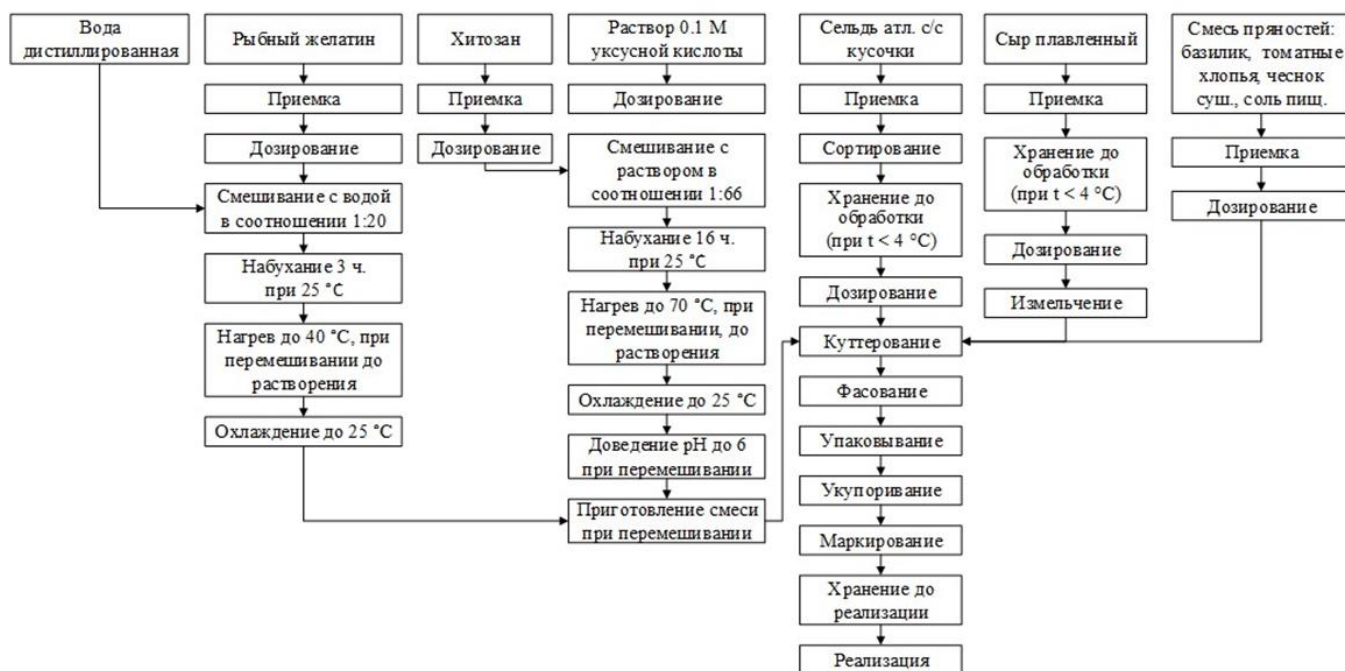 Вода
дистиллированная
Рыбный желатин
Приемка
Дозирование
Смешивание с водой
в соотношении 1:20
Набухание 3 ч.
при 25 °С
Нагрев до 40 °С, при
перемешивании до
растворения
Охлаждение до 25 °С
Хитозан
Приемка
Дозирование
Раствор 0.1 М
уксусной кислоты
Дозирование
Смешивание с
раствором в
соотношении 1:66
Набухание 16 ч.
при 25 °С
Нагрев до 70 °С, при
перемешивании, до
растворения
Охлаждение до 25 °С
Доведение рН до 6
при перемешивании
Приготовление смеси
при перемешивании
Сельдь атл. с/с
кусочки
Приемка
Сортирование
Хранение до
обработки
(при t < 4 °С)
Дозирование
Куттерование
Фасование
Упаковывание
Укупоривание
Маркирование
Хранение до
реализации
Реализация
Сыр плавленный
Приемка
Хранение до
обработки
(при t < 4 °С)
Дозирование
Измельчение
Смесь пряностей:
базилик, томатные
хлопья, чеснок
суш., соль пищ.
Приемка
Дозирование